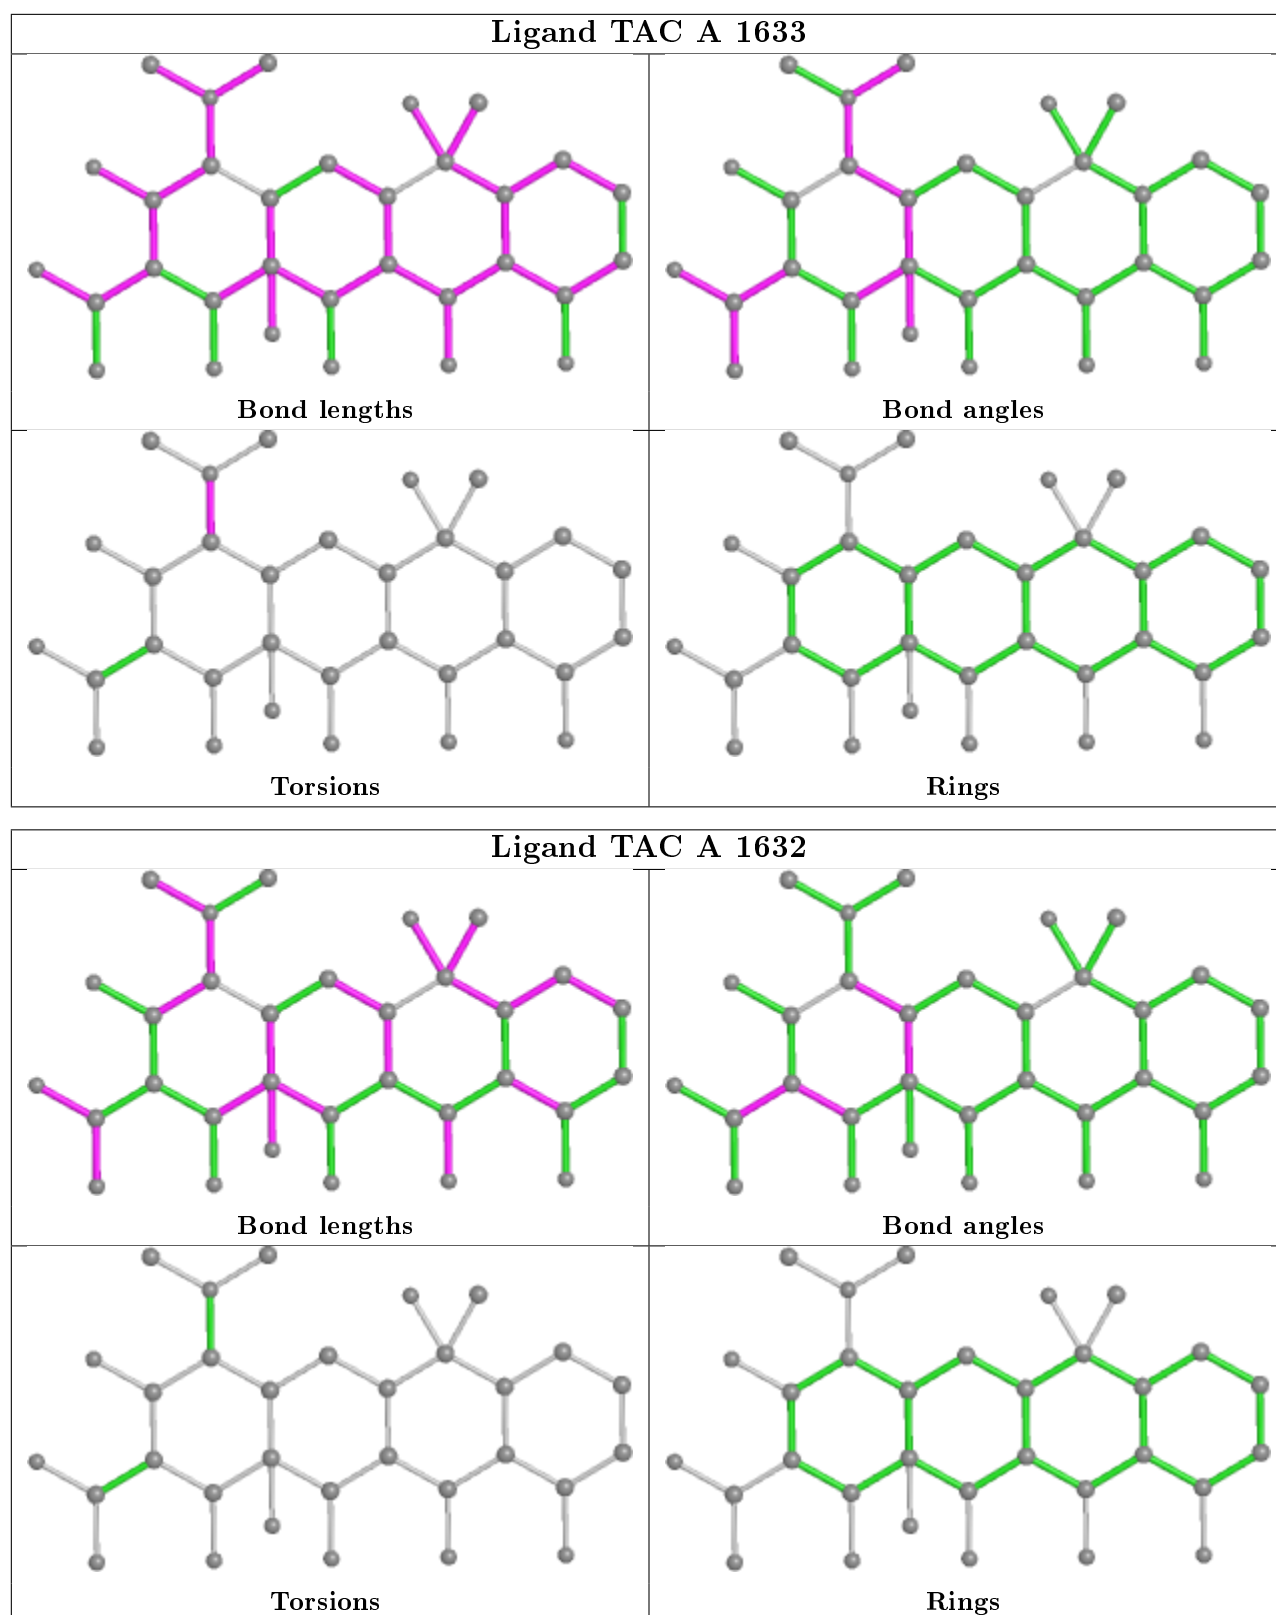 Ligand TAC A 1633
Bond lengths
Bond angles
Torsions
Rings
Ligand TAC A 1632
Bond lengths
Bond angles
Torsions
Rings